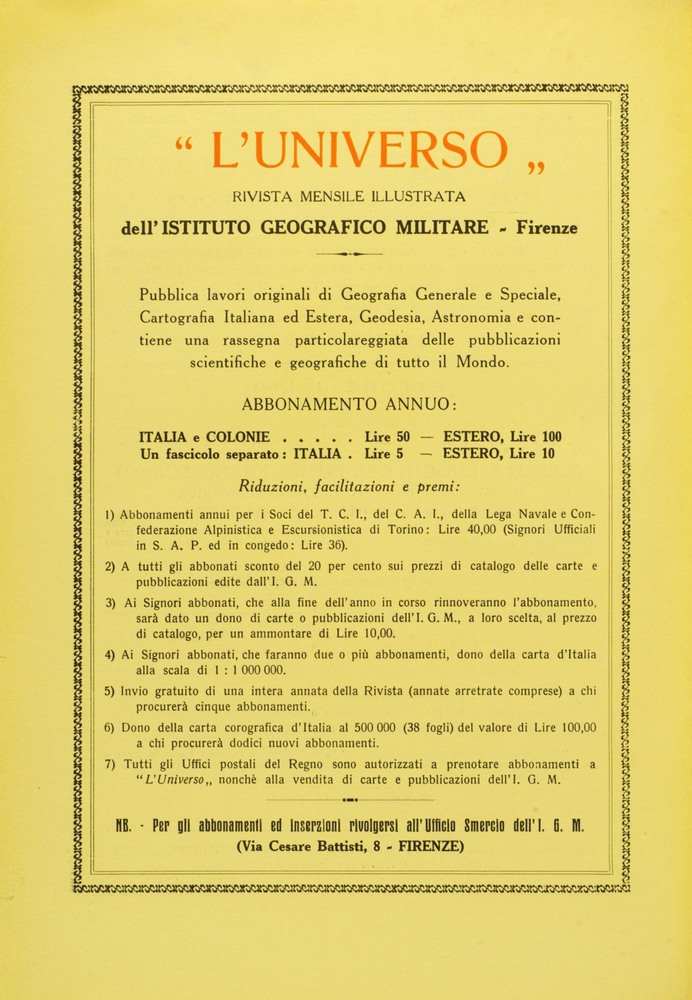 “ L'UNIVERSO „
RIVISTA MENSILE ILLUSTRATA
dell' ISTITUTO GEOGRAFICO MILITARE - Firenze
Pubblica lavori originali di Geografia Generale e Speciale,
Cartografia Italiana ed Estera, Geodesia, Astronomia e con-
tiene una rassegna particolareggiata delle pubblicazioni
scientifiche e geografiche di tutto il Mondo.
ABBONAMENTO ANNUO:
ITALIA e COLONIE . . . . . Lire 50 — ESTERO, Lire 100
Un fascicolo separato: ITALIA . Lire 5 — ESTERO, Lire 10
Riduzioni, facilitazioni e premi:
1) Abbonamenti annui per i Soci del T. C. I., del C. A. I., della Lega Navale e Con-
federazione Alpinistica e Escursionistica di Torino: Lire 40,00 (Signori Ufficiali
in S. A. P. ed in congedo: Lire 36).
2) A tutti gli abbonati sconto del 20 per cento sui prezzi di catalogo delle carte e
pubblicazioni edite dall'I. G. M.
3) Ai Signori abbonati, che alla fine dell'anno in corso rinnoveranno l'abbonamento,
sarà dato un dono di carte o pubblicazioni dell'I. G. M., a loro scelta, al prezzo
di catalogo, per un ammontare di Lire 10,00.
4) Ai Signori abbonati, che faranno due o più abbonamenti, dono della carta d'Italia
alla scala di 1 : 1 000 000.
5) Invio gratuito di una intera annata della Rivista (annate arretrate comprese) a chi
procurerà cinque abbonamenti.
6) Dono della carta corografica d'Italia al 500 000 (38 fogli) del valore di Lire 100,00
a chi procurerà dodici nuovi abbonamenti.
7) Tutti gli Uffici postali del Regno sono autorizzati a prenotare abbonamenti a
“L'Universo„ nonchè alla vendita di carte e pubblicazioni dell'I. G. M.
NB. - Per gli abbonamenti ed inserzioni rivolgersi all'Ufficio Smercio dell'I. G. M.
(Via Cesare Battisti, 8 - FIRENZE)